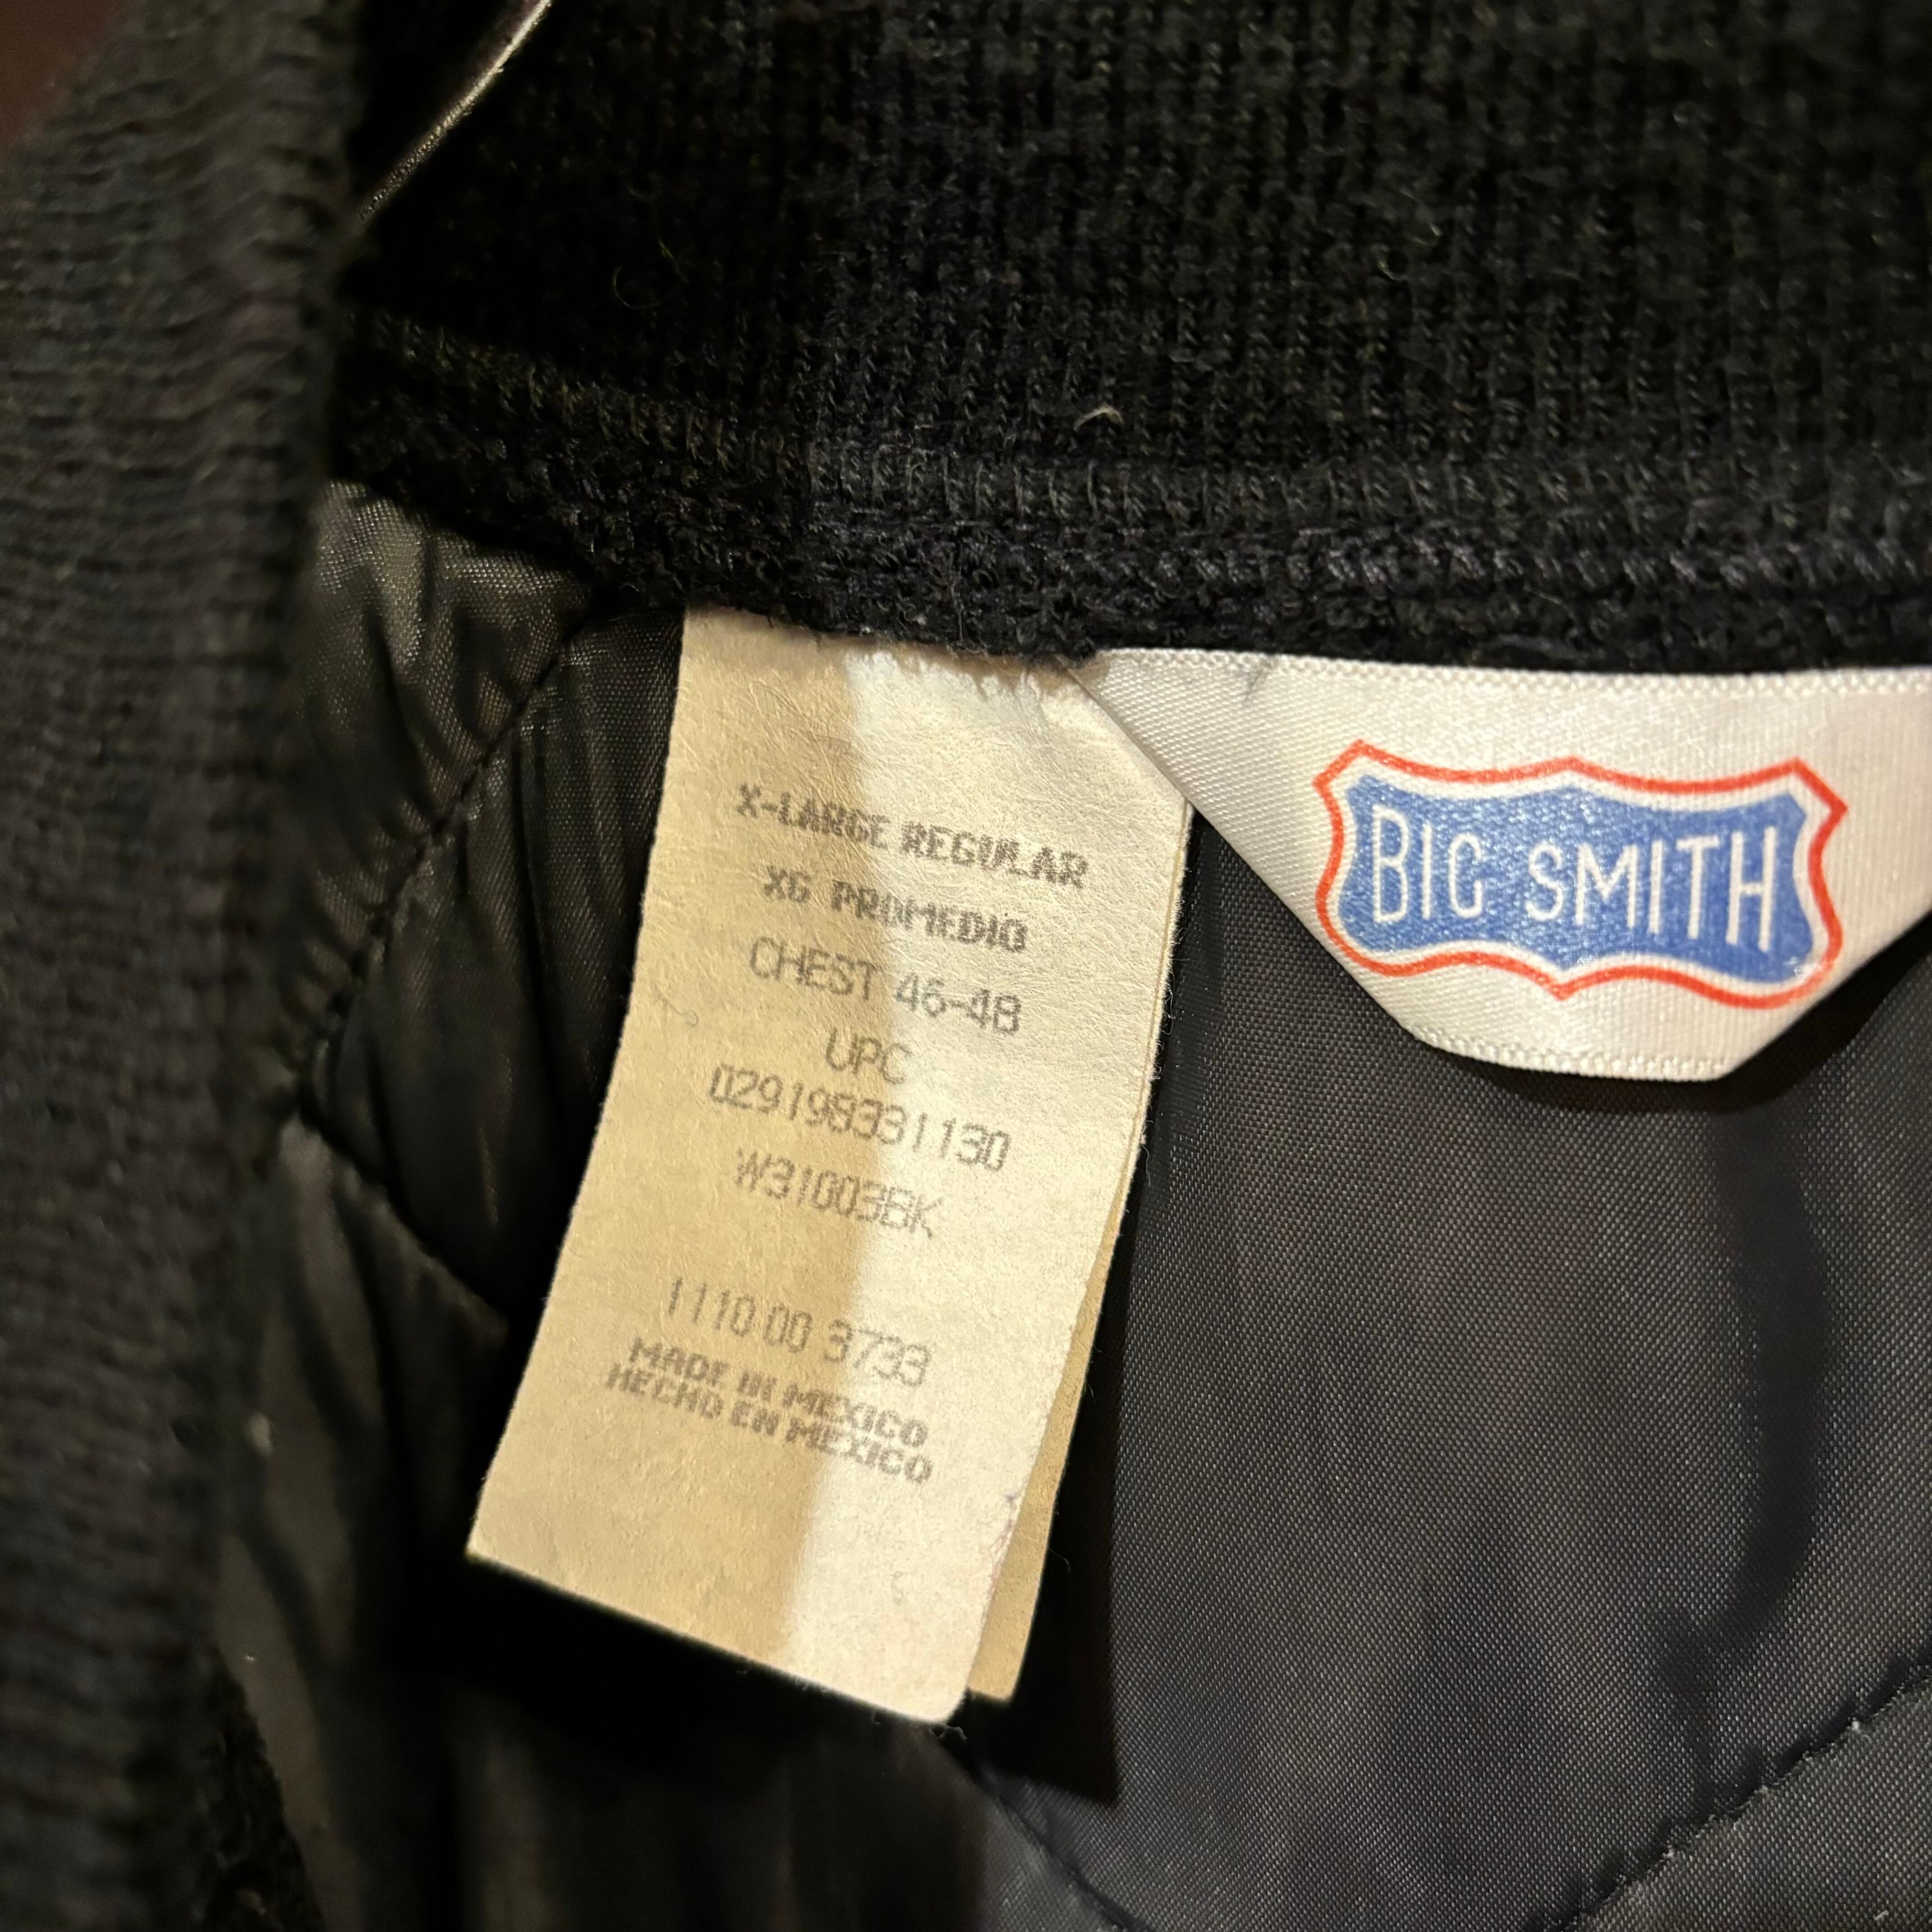 X-LARGE REGULAR
XG PROMEDIO
CHEST 46-48
UPC
029198331130
W31003BK
1110 00 3733
MADE IN MEXICO
HECHO EN MEXICO
BIG SMITH